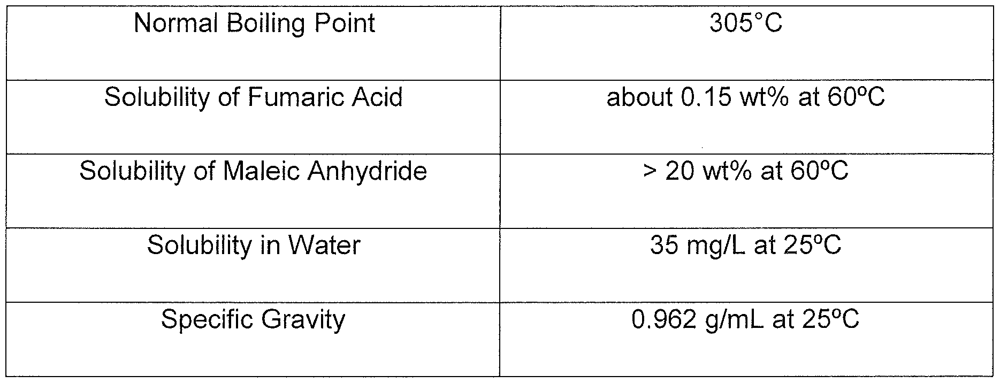 Normal Boiling Point 305°C
Solubility of Fumaric Acid about 0.15 wt% at 60ºC
Solubility of Maleic Anhydride > 20 wt% at 60ºC
Solubility in Water 35 mg/L at 25ºC
Specific Gravity 0.962 g/mL at 25ºC